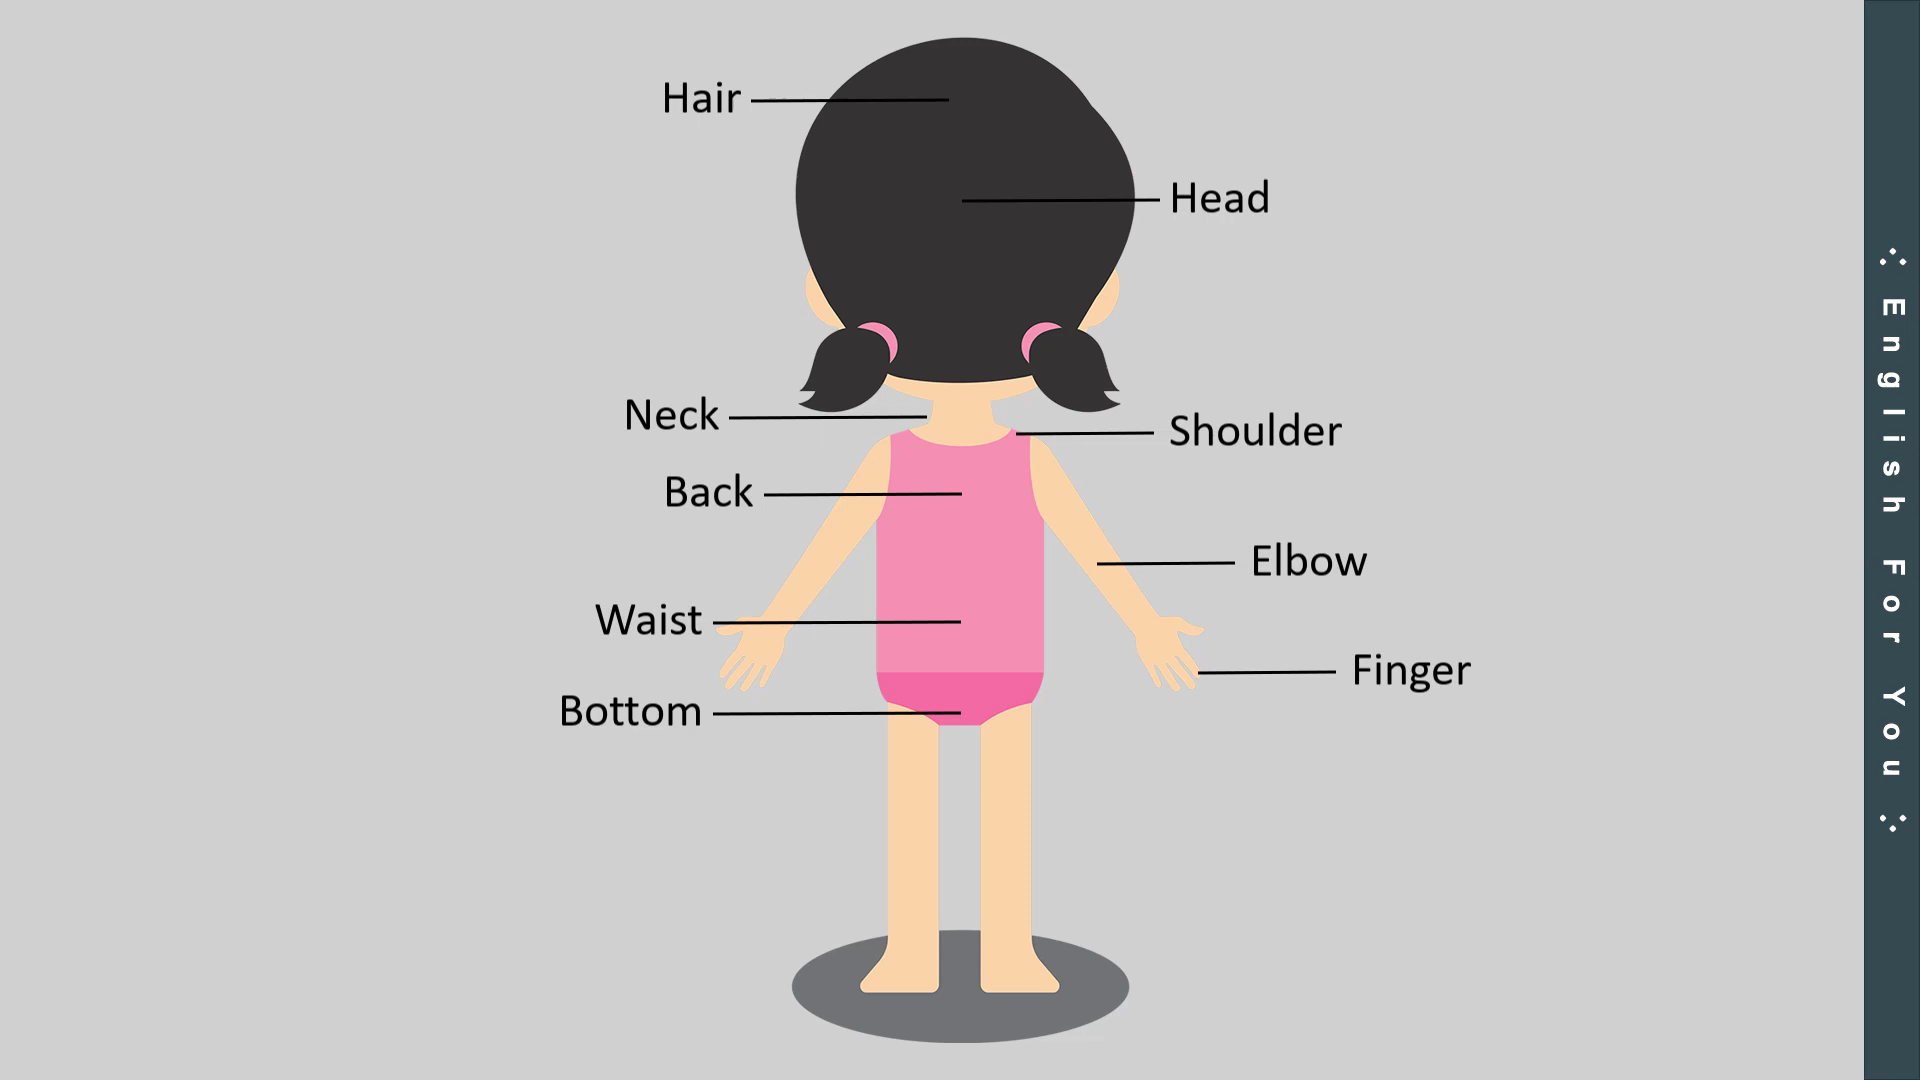 Hair
Head
Neck
Shoulder
Back
Elbow
Waist
Finger
Bottom
English For You